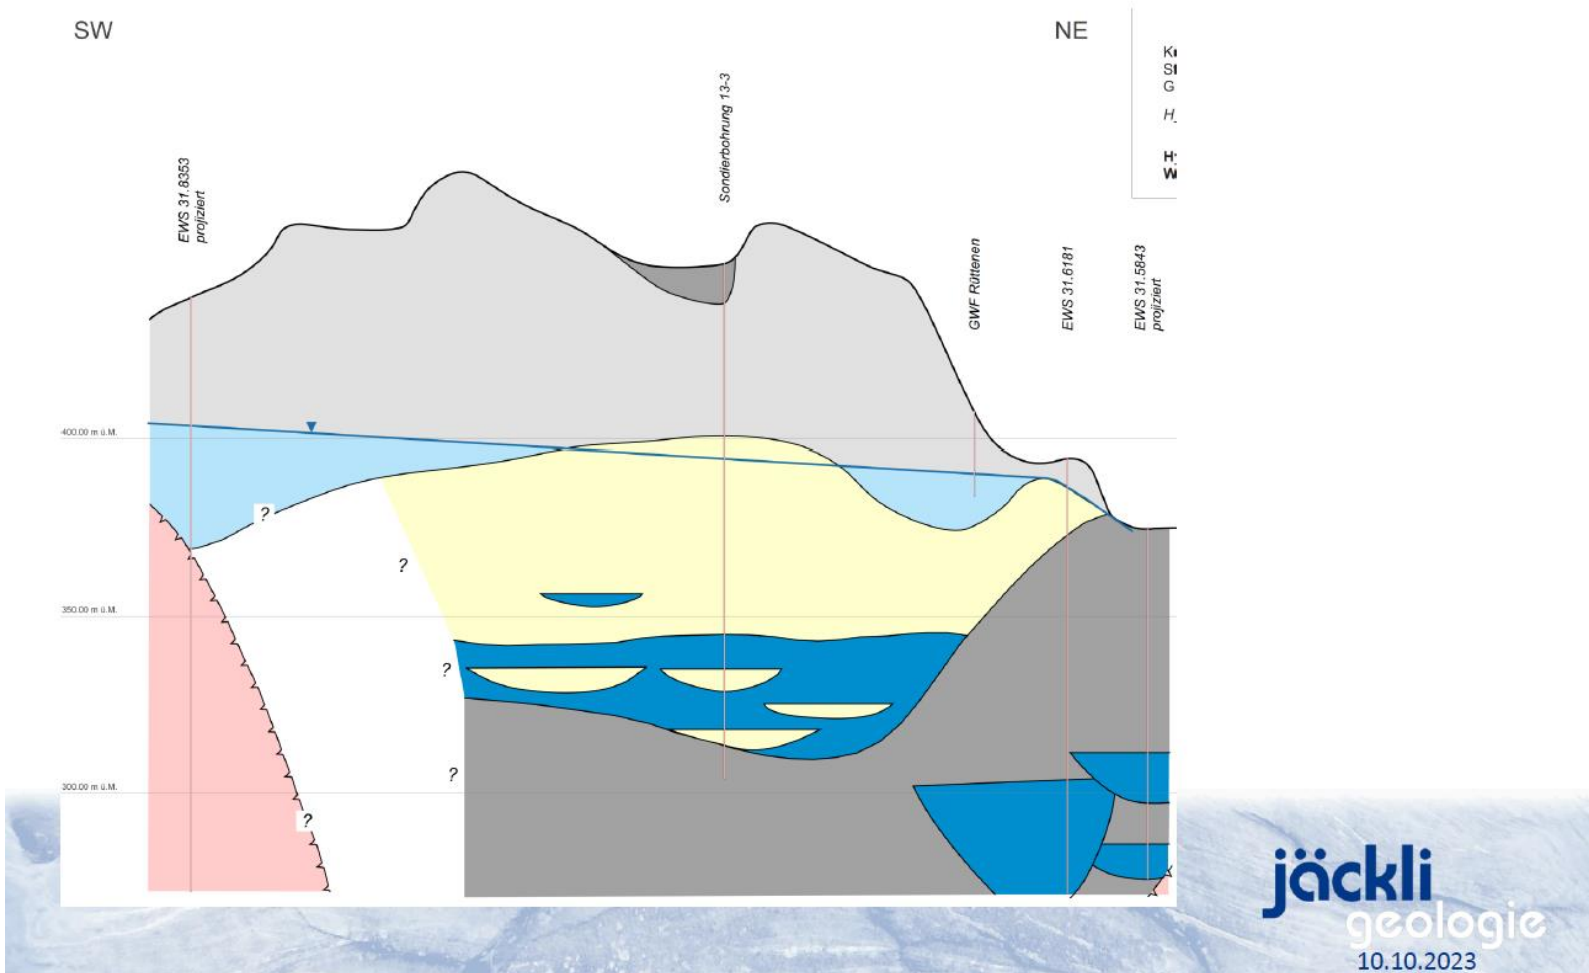 SW
NE
EWS 31.8353
projiziert
Sondierbohrung 13-3
GWF Rüttenen
EWS 31.6181
EWS 31.5843
projiziert
G
H_
400.00 m ü.M.
?
?
350.00 m ü.M.
?
?
300.00 m ü.M.
?
jäckli
geologie
10.10.2023